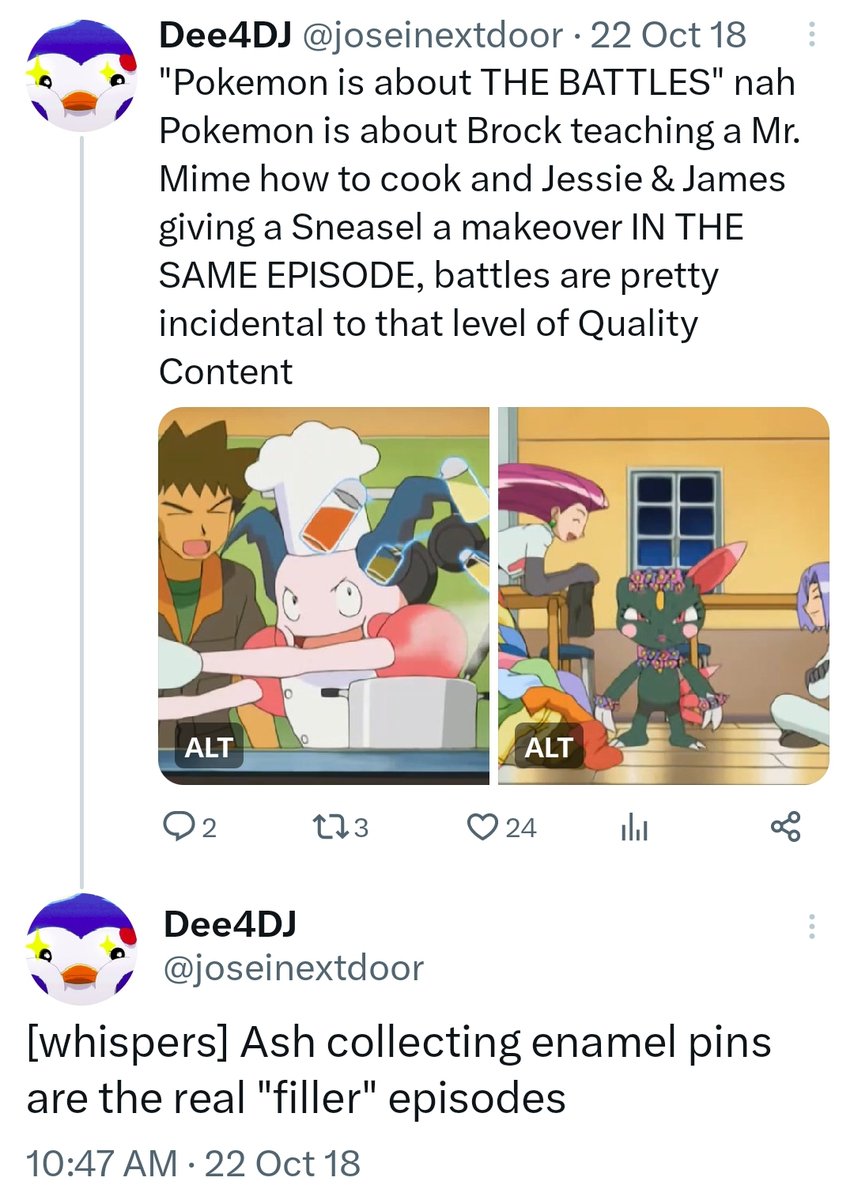 Dee4DJ @joseinextdoor · 22 Oct 18
"Pokemon is about THE BATTLES" nah
Pokemon is about Brock teaching a Mr.
Mime how to cook and Jessie & James
giving a Sneasel a makeover IN THE
SAME EPISODE, battles are pretty
incidental to that level of Quality
Content
ALT
ALT
2
3
24
Dee4DJ
@joseinextdoor
[whispers] Ash collecting enamel pins
are the real "filler" episodes
10:47 AM · 22 Oct 18